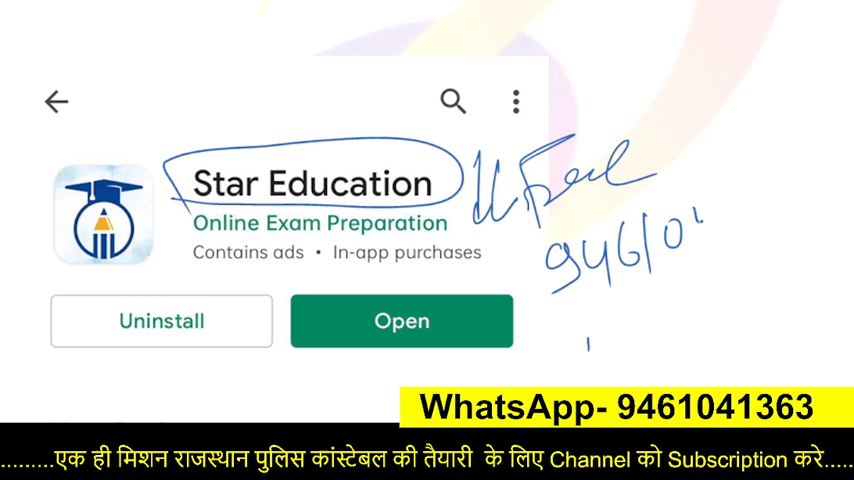 Star Education
Online Exam Preparation
Contains ads • In-app purchases
94610
Uninstall
Open
WhatsApp- 9461041363
.........एक ही मिशन राजस्थान पुलिस कांस्टेबल की तैयारी के लिए Channel को Subscription करे.....